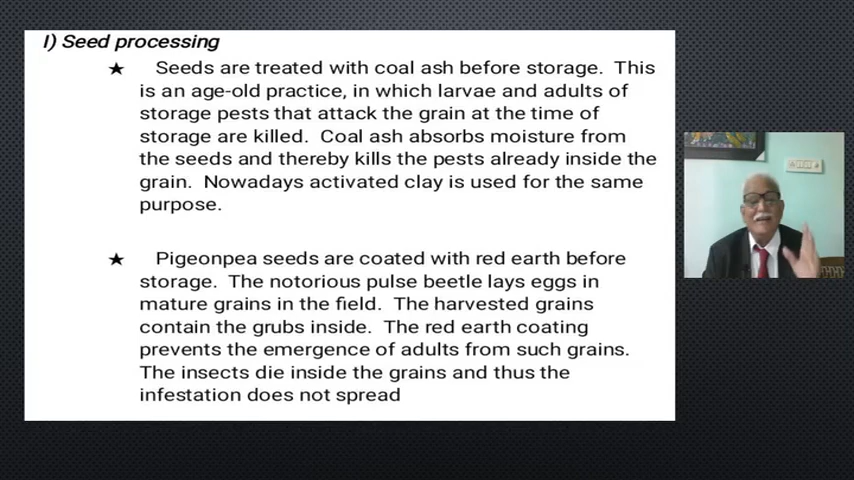 I) Seed processing
★ Seeds are treated with coal ash before storage. This
is an age-old practice, in which larvae and adults of
storage pests that attack the grain at the time of
storage are killed. Coal ash absorbs moisture from
the seeds and thereby kills the pests already inside the
grain. Nowadays activated clay is used for the same
purpose.
★ Pigeonpea seeds are coated with red earth before
storage. The notorious pulse beetle lays eggs in
mature grains in the field. The harvested grains
contain the grubs inside. The red earth coating
prevents the emergence of adults from such grains.
The insects die inside the grains and thus the
infestation does not spread